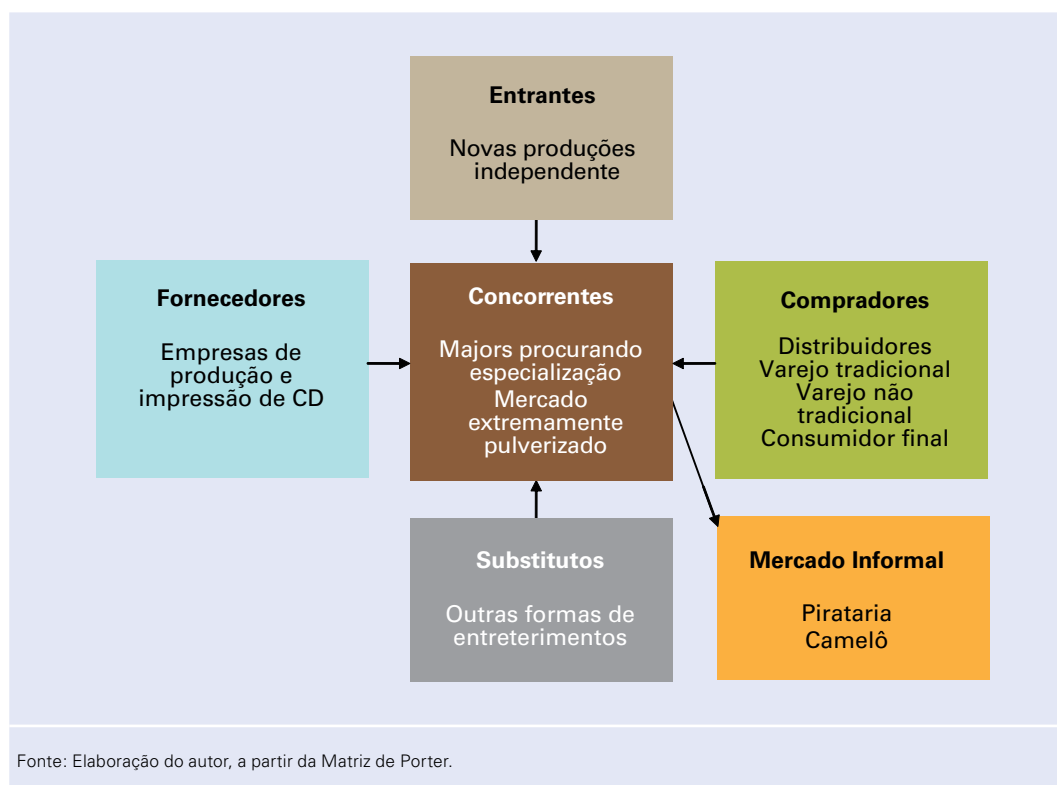 Entrantes
Novas produções
independente
Fornecedores
Empresas de
produção e
impressão de CD
Concorrentes
Majors procurando
especialização
Mercado
extremamente
pulverizado
Compradores
Distribuidores
Varejo tradicional
Varejo não
tradicional
Consumidor final
Substitutos
Outras formas de
entreterimentos
Mercado Informal
Pirataria
Camelô
Fonte: Elaboração do autor, a partir da Matriz de Porter.